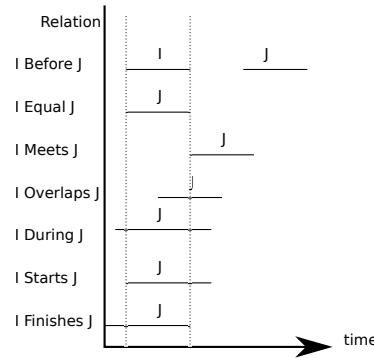 Relation
I Before J I J
I Equal J J
I Meets J J
I Overlaps J J
I During J J
I Starts J J
I Finishes J J
time